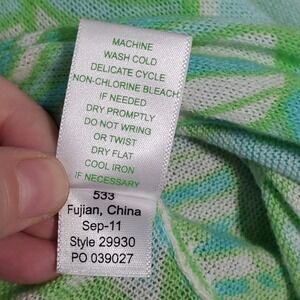 MACHINE
WASH COLD
DELICATE CYCLE
NON-CHLORINE BLEACH
IF NEEDED
DRY PROMPTLY
DO NOT WRING
OR TWIST
DRY FLAT
COOL IRON
IF NECESSARY
533
Fujian, China
Sep-11
Style 29930
PO 039027